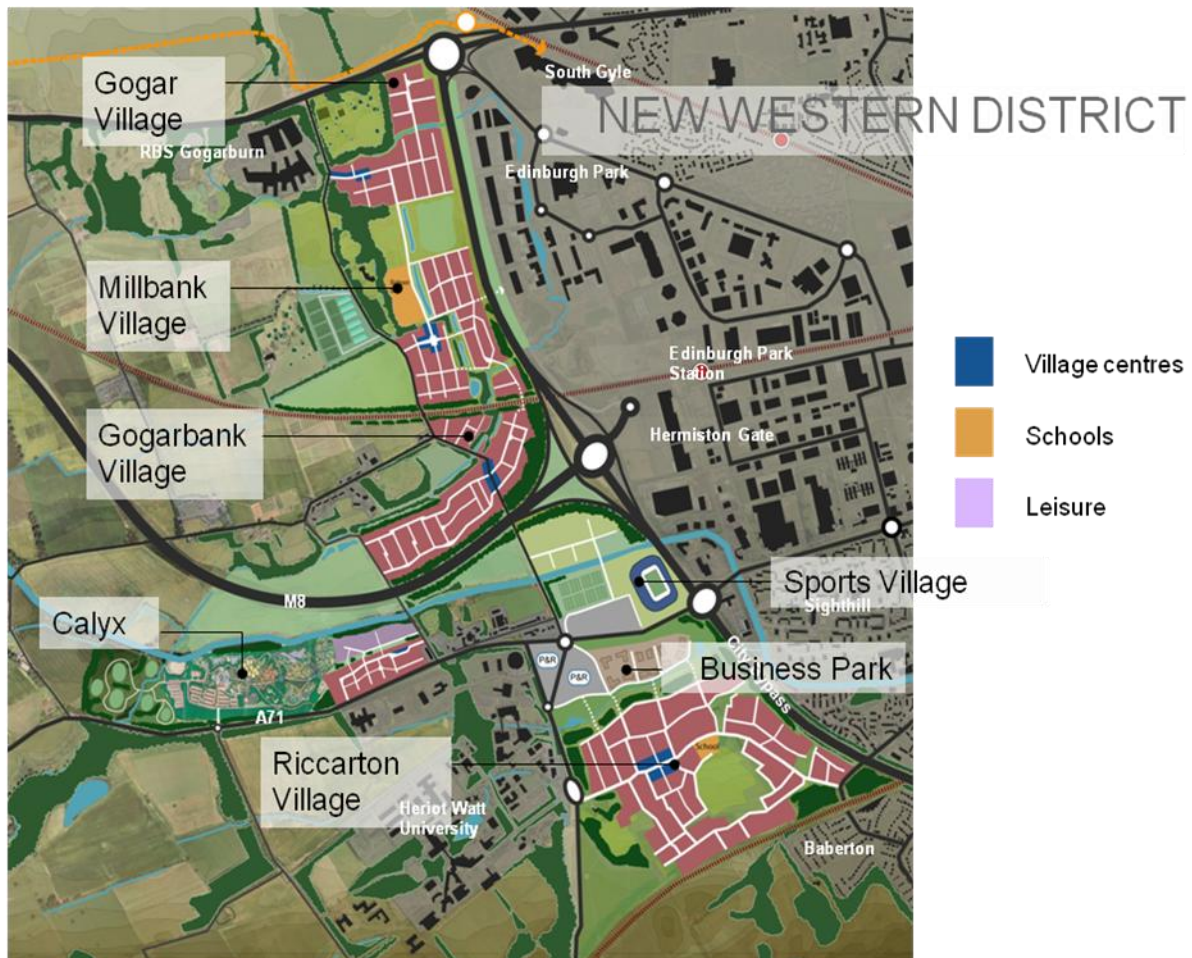 South Gyle
Gogar
Village
NEW WESTERN DISTRICT
RBS Gogarburn
Edinburgh Park
Millbank
Village
Edinburgh Park
Station
Village centres
Gogarbank
Village
Hermiston Gate
Schools
Leisure
Sports Village
Sighthill
M8
Calyx
P&R
P&R
Business Park
City Bypass
A71
Riccarton
Village
School
Heriot Watt
University
Baberton